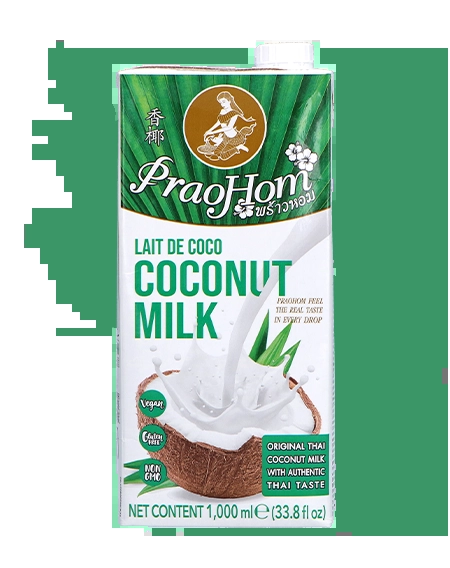 香
椰
PraoHom
พร้าวหอม
LAIT DE COCO
COCONUT
MILK
PRAOHOM FEEL
THE REAL TASTE
IN EVERY DROP
Vegan
Gluten
FREE
NON
GMO
ORIGINAL THAI
COCONUT MILK
WITH AUTHENTIC
THAI TASTE
NET CONTENT 1,000 ml℮ (33.8 fl oz)